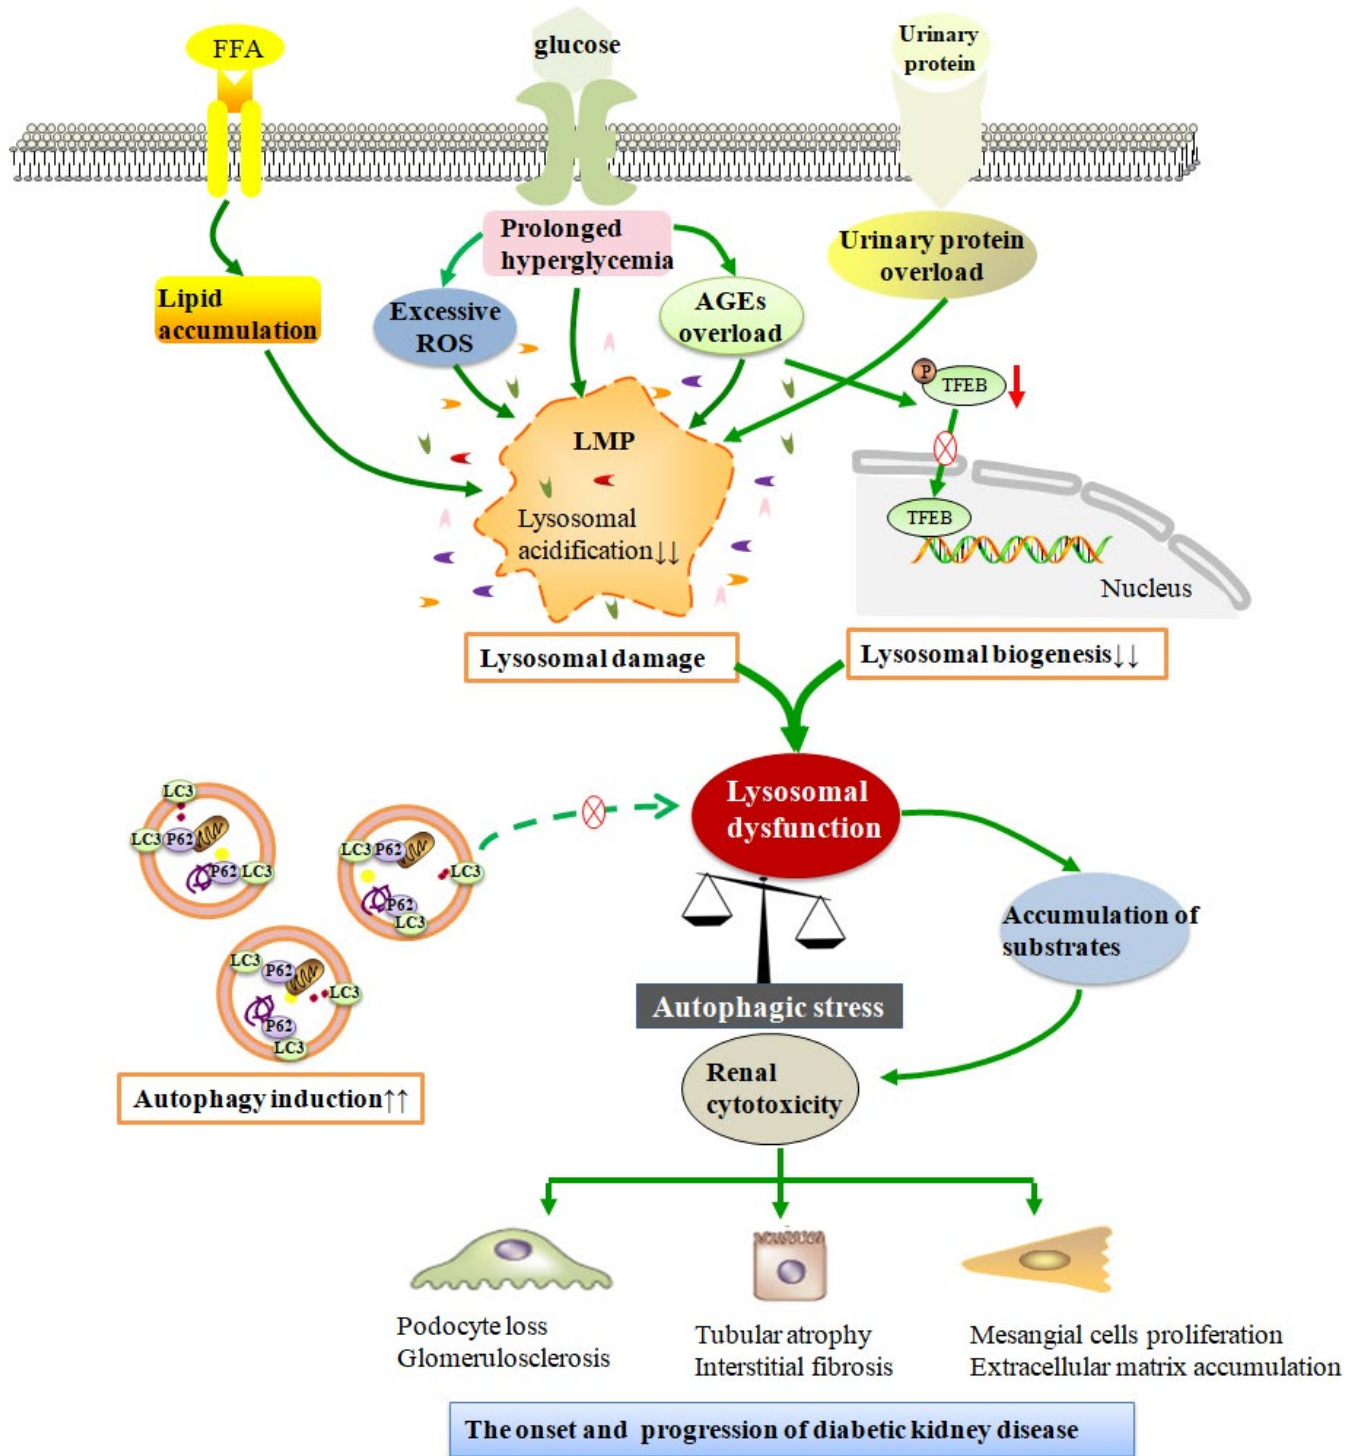 FFA
glucose
Urinary
protein
Prolonged
hyperglycemia
Urinary protein
overload
Lipid
accumulation
Excessive
ROS
AGEs
overload
P
TFEB
LMP
Lysosomal
acidification↓↓
TFEB
Nucleus
Lysosomal damage
Lysosomal biogenesis↓↓
LC3
LC3
P62
P62
LC3
LC3
P62
LC3
P62
LC3
Lysosomal
dysfunction
Accumulation of
substrates
LC3
P62
LC3
P62
LC3
Autophagic stress
Autophagy induction↑↑
Renal
cytotoxicity
Podocyte loss
Glomerulosclerosis
Tubular atrophy
Interstitial fibrosis
Mesangial cells proliferation
Extracellular matrix accumulation
The onset and progression of diabetic kidney disease